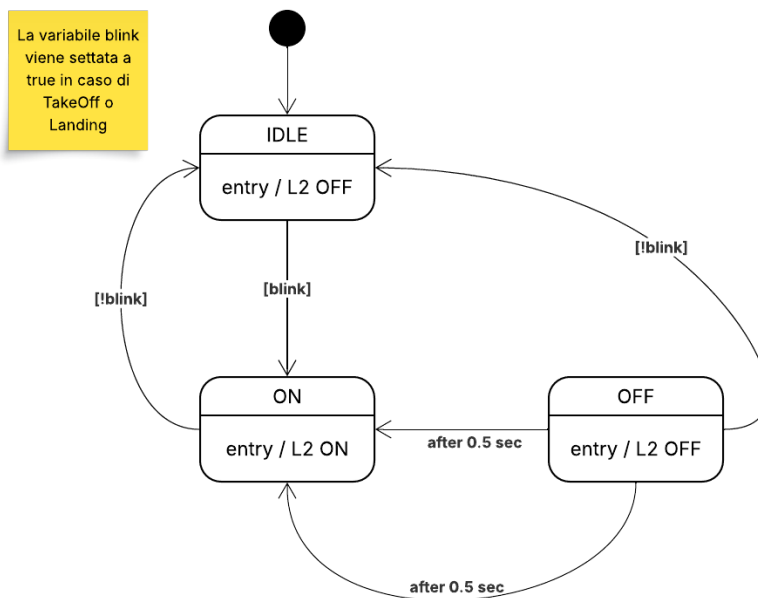 La variabile blink
viene settata a
true in caso di
TakeOff o
Landing
IDLE
entry / L2 OFF
[!blink]
[blink]
[!blink]
ON
entry / L2 ON
OFF
entry / L2 OFF
after 0.5 sec
after 0.5 sec